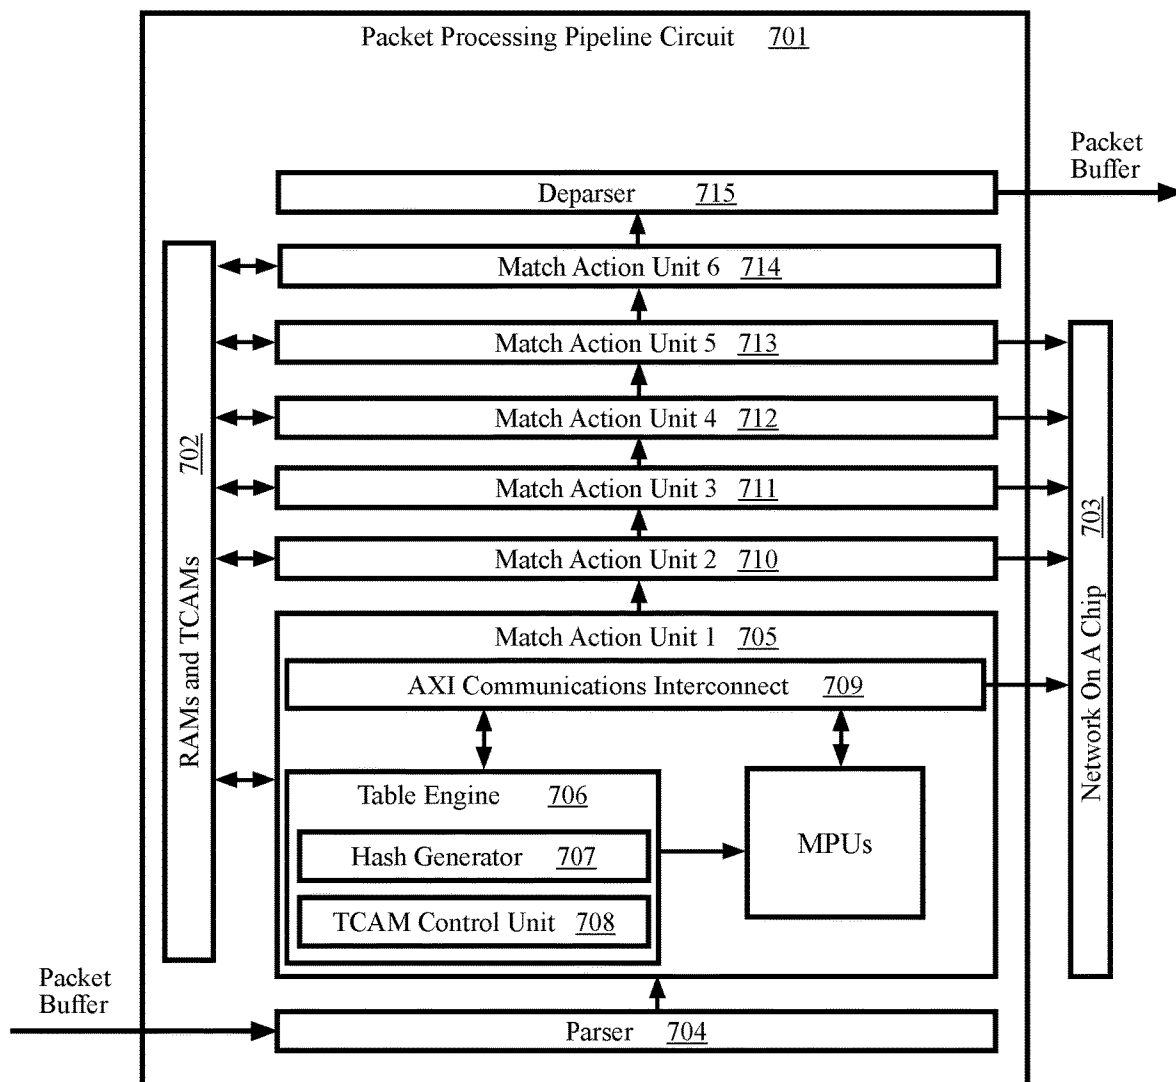 Packet Processing Pipeline Circuit 701
Packet
Buffer
Deparser 715
Match Action Unit 6 714
Match Action Unit 5 713
Match Action Unit 4 712
Match Action Unit 3 711
Match Action Unit 2 710
RAMs and TCAMs 702
Network On A Chip 703
Match Action Unit 1 705
AXI Communications Interconnect 709
Table Engine 706
Hash Generator 707
TCAM Control Unit 708
MPUs
Packet
Buffer
Parser 704